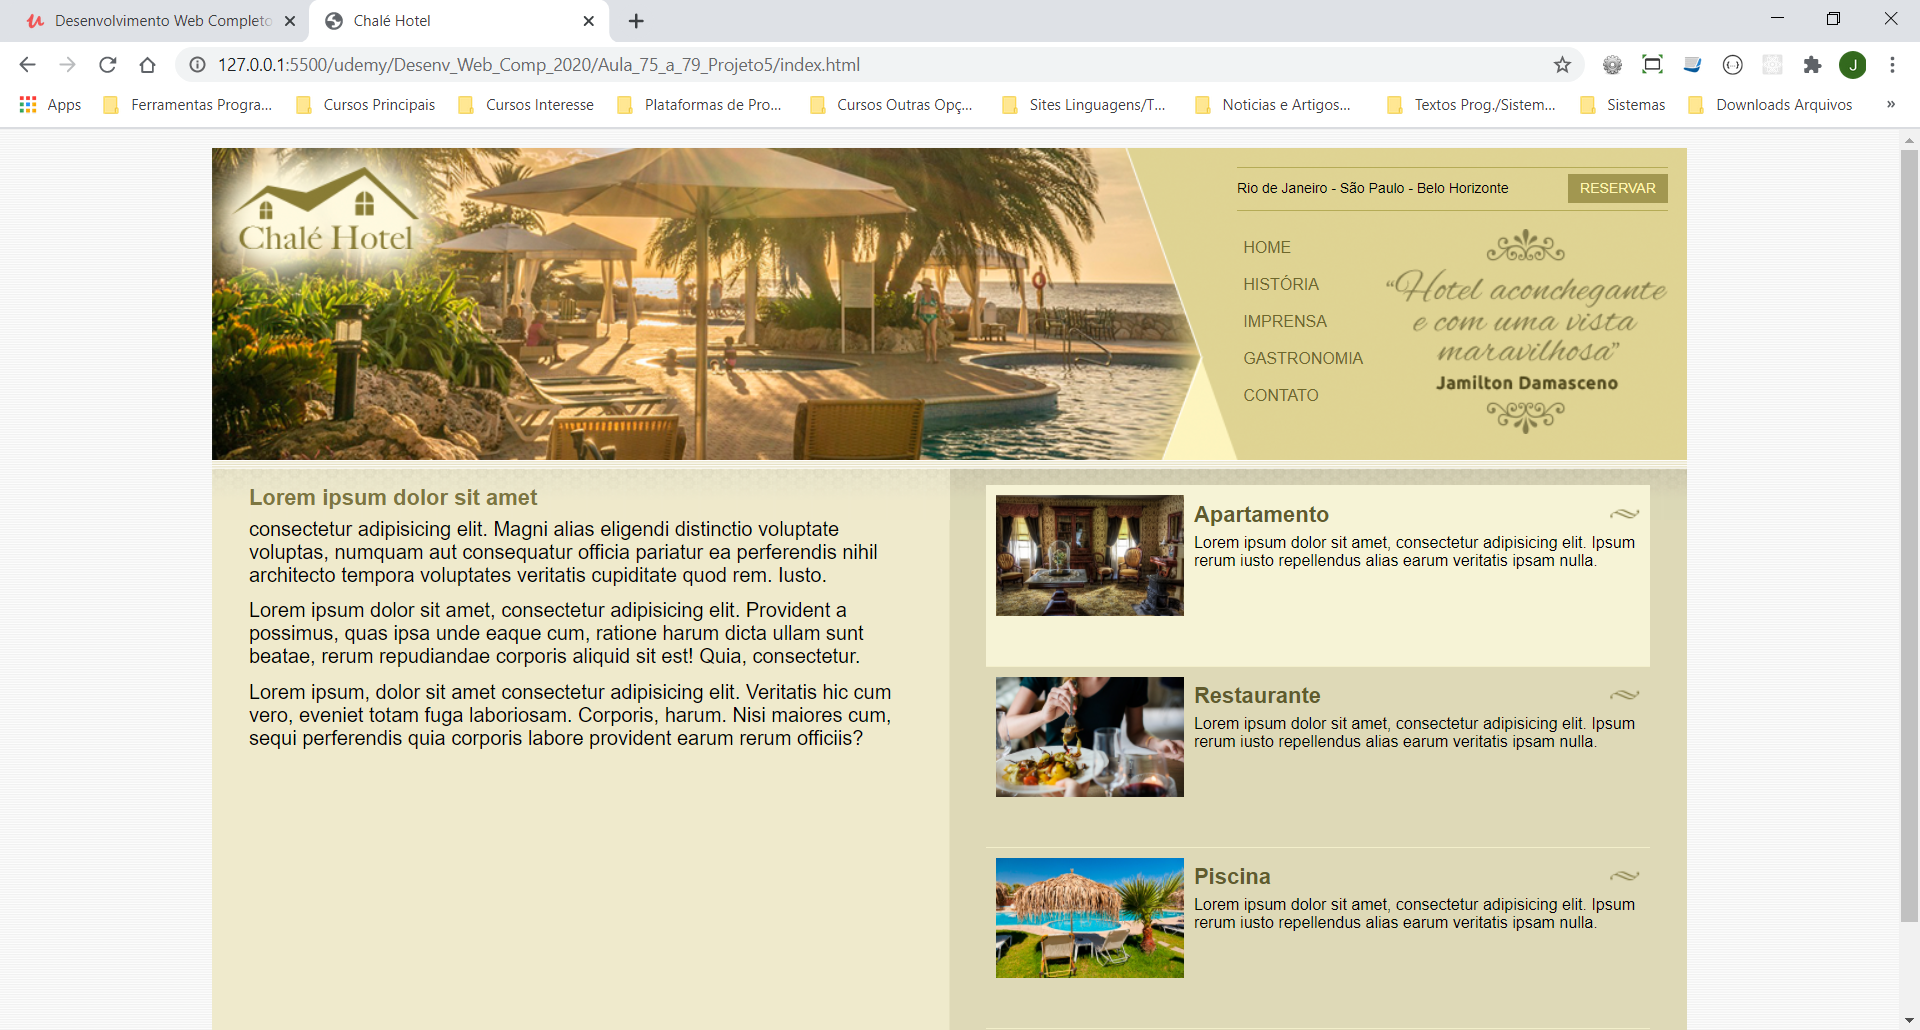 Desenvolvimento Web Completo
Chalé Hotel
127.0.0.1:5500/udemy/Desenv_Web_Comp_2020/Aula_75_a_79_Projeto5/index.html
J
Apps
Ferramentas Progra...
Cursos Principais
Cursos Interesse
Plataformas de Pro...
Cursos Outras Opç...
Sites Linguagens/T...
Noticias e Artigos...
Textos Prog./Sistem...
Sistemas
Downloads Arquivos
»
Chalé Hotel
Rio de Janeiro - São Paulo - Belo Horizonte
RESERVAR
HOME
HISTÓRIA
IMPRENSA
GASTRONOMIA
CONTATO
“Hotel aconchegante
e com uma vista
maravilhosa”
Jamilton Damasceno
Lorem ipsum dolor sit amet
consectetur adipisicing elit. Magni alias eligendi distinctio voluptate
voluptas, numquam aut consequatur officia pariatur ea perferendis nihil
architecto tempora voluptates veritatis cupiditate quod rem. Iusto.
Lorem ipsum dolor sit amet, consectetur adipisicing elit. Provident a
possimus, quas ipsa unde eaque cum, ratione harum dicta ullam sunt
beatae, rerum repudiandae corporis aliquid sit est! Quia, consectetur.
Lorem ipsum, dolor sit amet consectetur adipisicing elit. Veritatis hic cum
vero, eveniet totam fuga laboriosam. Corporis, harum. Nisi maiores cum,
sequi perferendis quia corporis labore provident earum rerum officiis?
Apartamento
Lorem ipsum dolor sit amet, consectetur adipisicing elit. Ipsum
rerum iusto repellendus alias earum veritatis ipsam nulla.
Restaurante
Lorem ipsum dolor sit amet, consectetur adipisicing elit. Ipsum
rerum iusto repellendus alias earum veritatis ipsam nulla.
Piscina
Lorem ipsum dolor sit amet, consectetur adipisicing elit. Ipsum
rerum iusto repellendus alias earum veritatis ipsam nulla.